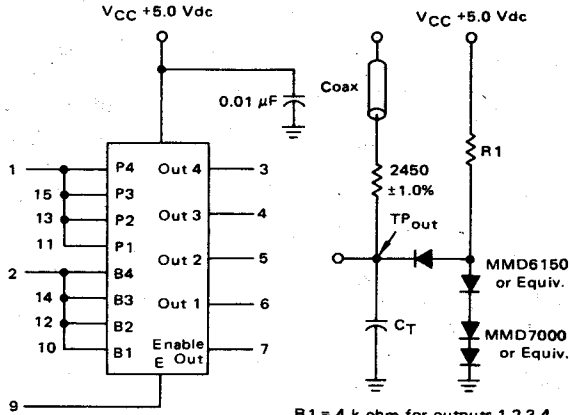 VCC +5.0 Vdc
0.01 μF
1 P4 Out 4 3
15 P3
13 P2 Out 3 4
11 P1
2 B4 Out 2 5
14 B3
12 B2 Out 1 6
10 B1 Enable Out 7
E
9
VCC +5.0 Vdc
Coax
R1
2450
±1.0%
TPout
MMD6150
or Equiv.
CT
MMD7000
or Equiv.
R1 = 4 k ohm for outputs 1,2,3,4